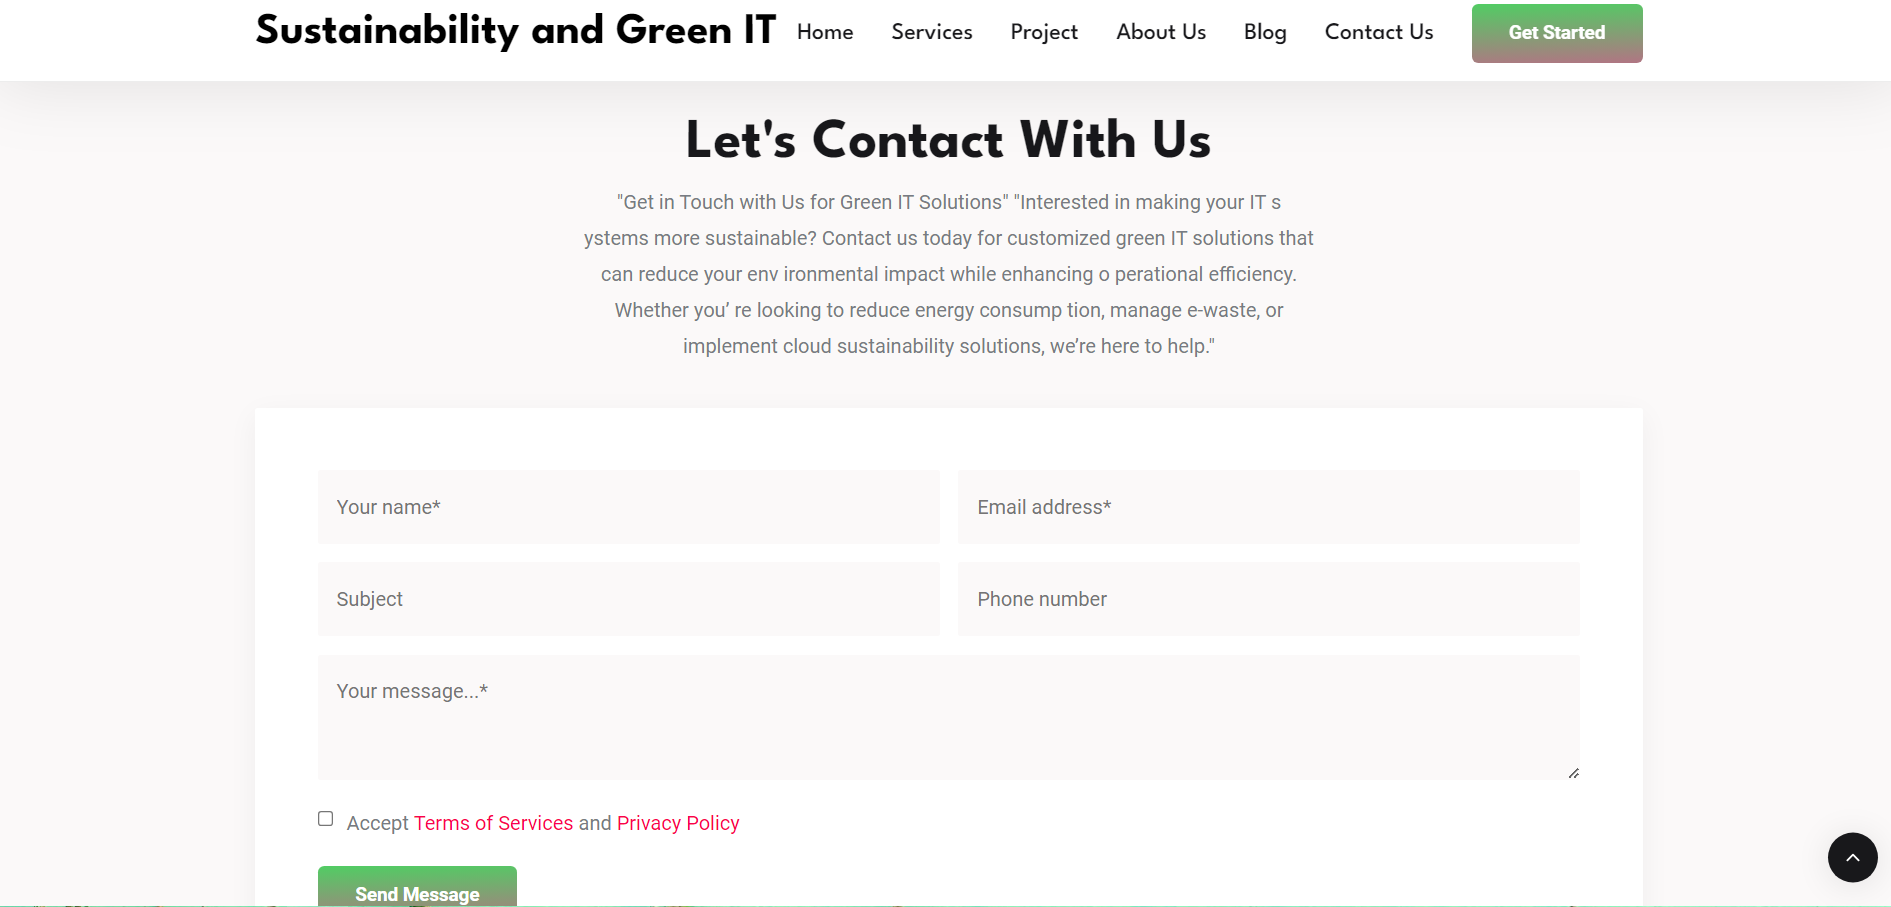 Sustainability and Green IT Home Services Project About Us Blog Contact Us Get Started
Let's Contact With Us
"Get in Touch with Us for Green IT Solutions" "Interested in making your IT s
ystems more sustainable? Contact us today for customized green IT solutions that
can reduce your env ironmental impact while enhancing o perational efficiency.
Whether you’ re looking to reduce energy consump tion, manage e-waste, or
implement cloud sustainability solutions, we’re here to help."
Your name* Email address*
Subject Phone number
Your message...*
Accept Terms of Services and Privacy Policy
Send Message